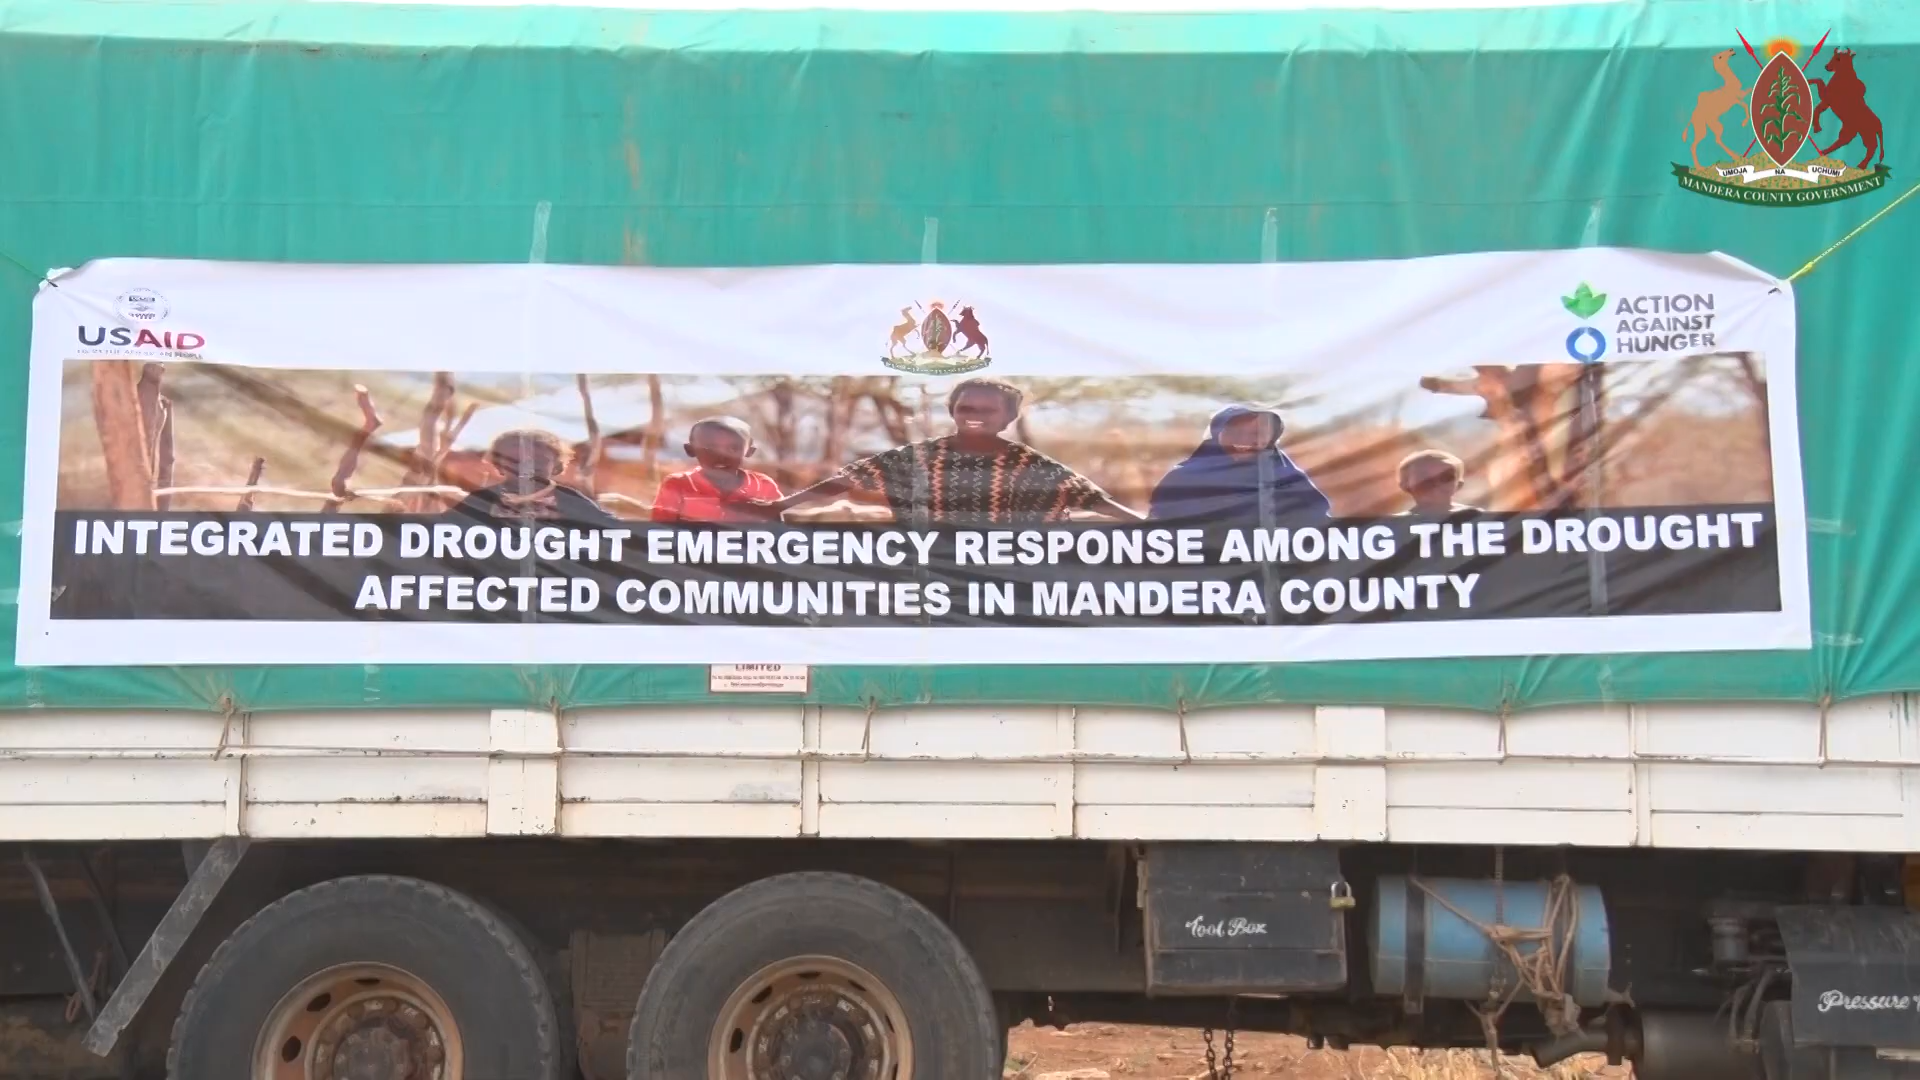 UMOJA NA UCHUMI
MANDERA COUNTY GOVERNMENT
USAID
ACTION
AGAINST
HUNGER
INTEGRATED DROUGHT EMERGENCY RESPONSE AMONG THE DROUGHT
AFFECTED COMMUNITIES IN MANDERA COUNTY
LIMITED
Tool Box
Pressure